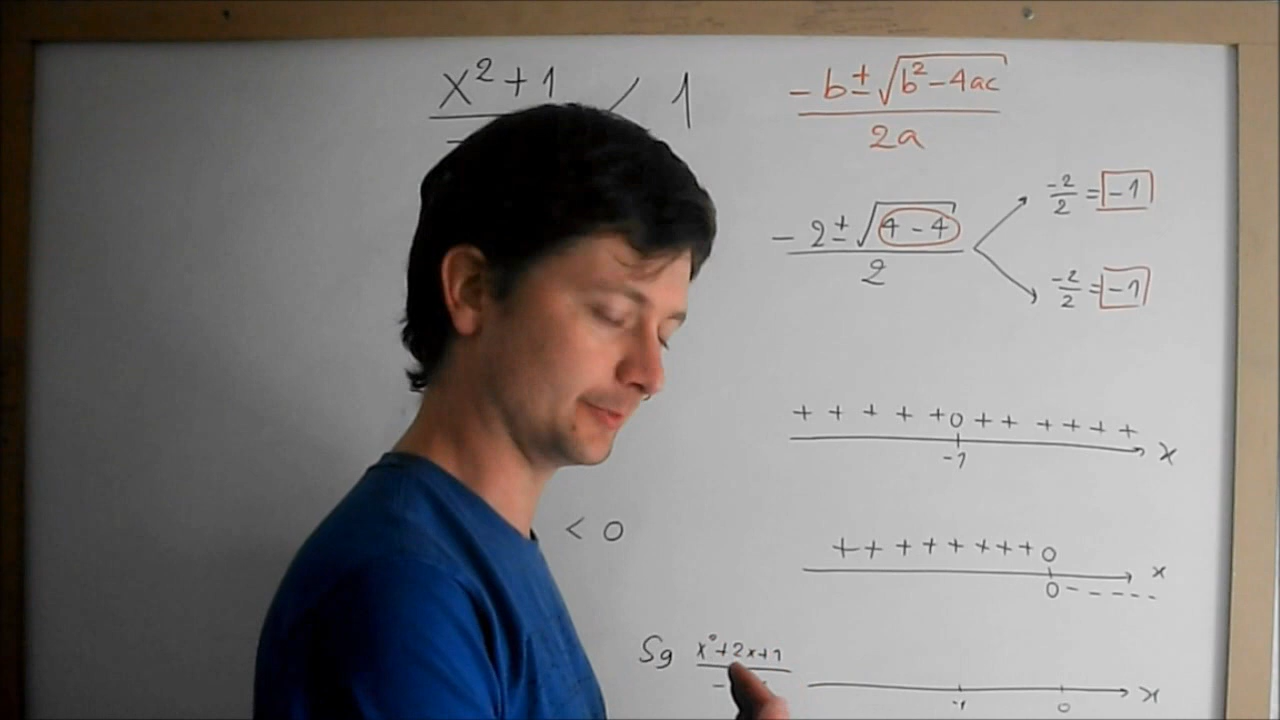 x²+1
/ 1
-b±√b²-4ac
2a
-2±√4-4
2
-2/2 = -1
-2/2 = -1
+ + + + + 0 + + + + + +
-1 x
< 0
+ + + + + + + + 0
x
0 - - - - -
Sg x²+2x+1
-
x
-1 0